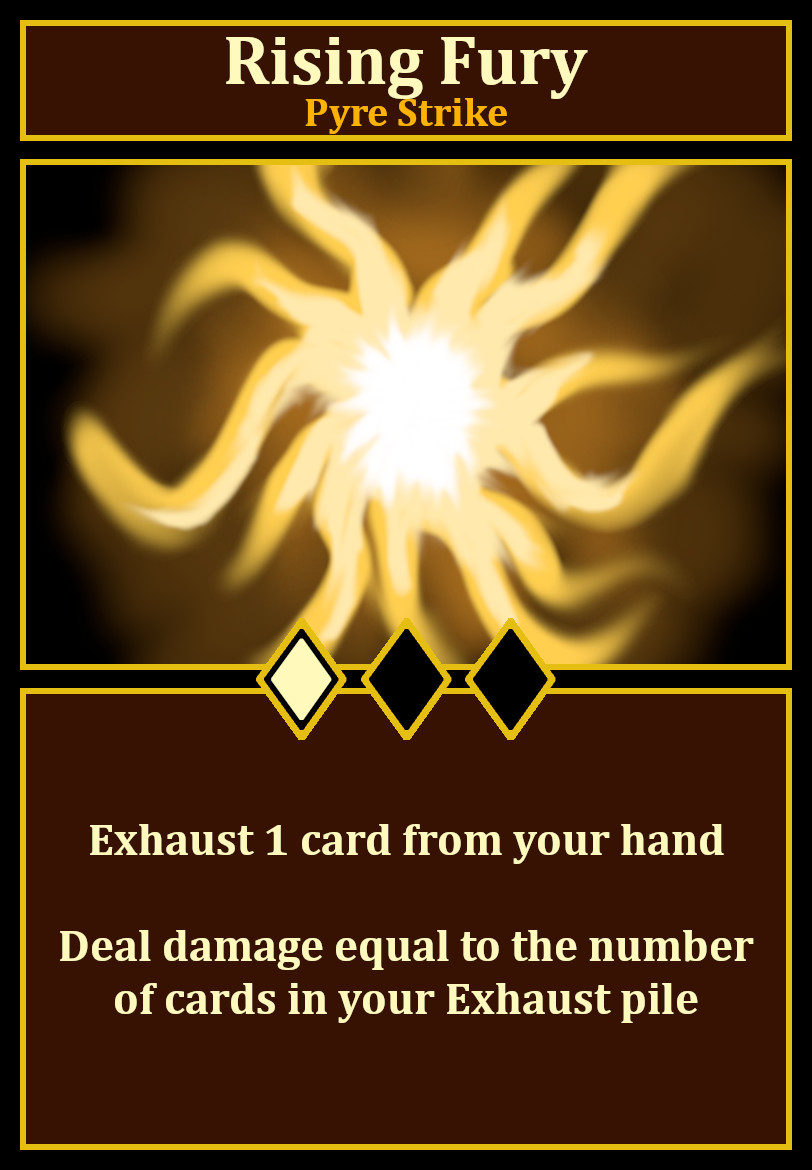 Rising Fury
Pyre Strike
Exhaust 1 card from your hand
Deal damage equal to the number
of cards in your Exhaust pile